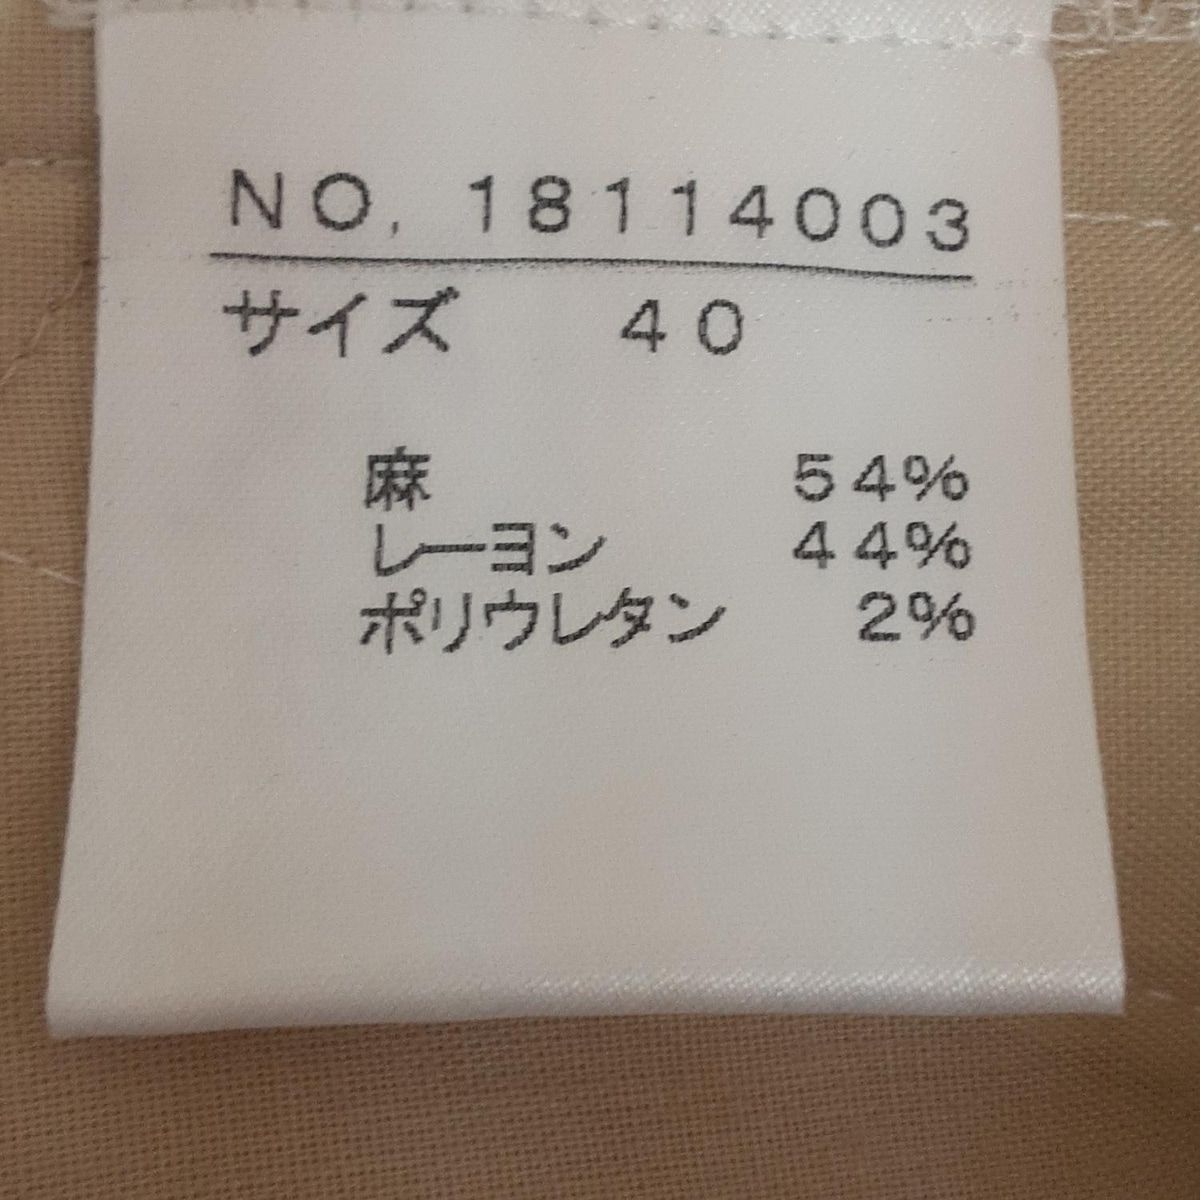 NO. 18114003
サイズ 40
麻 54%
レーヨン 44%
ポリウレタン 2%